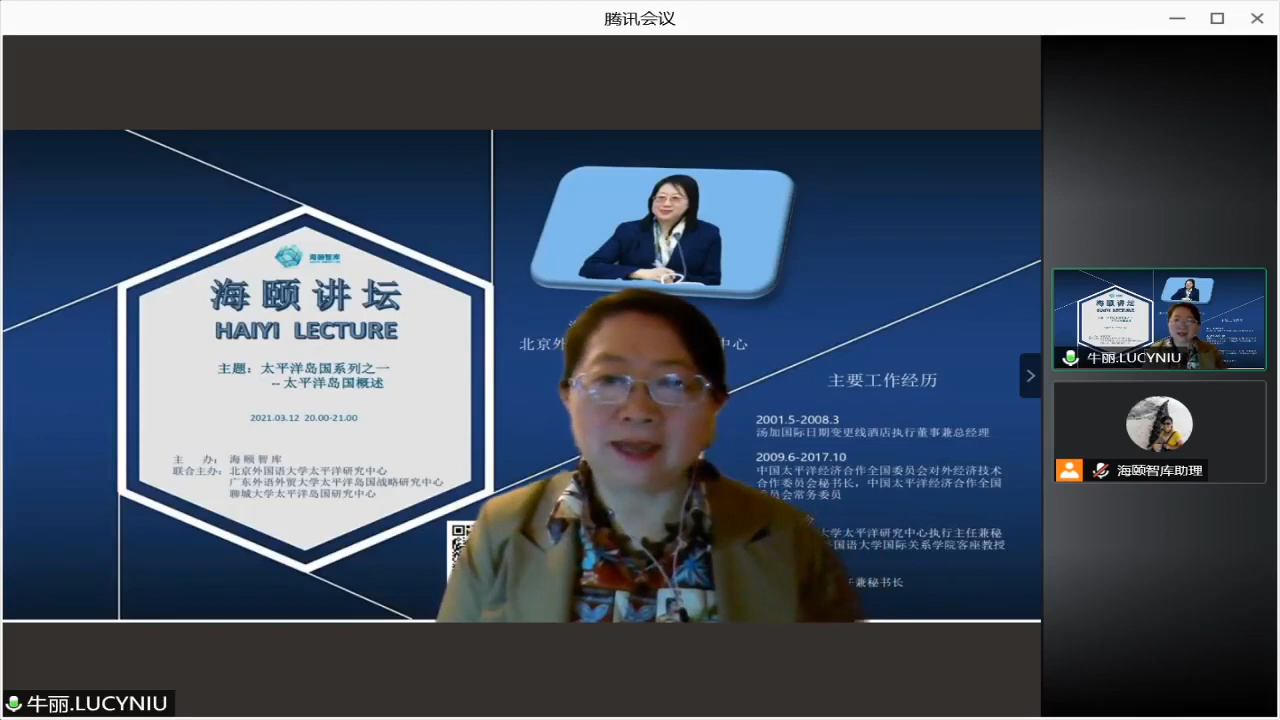 腾讯会议
海颐智库
海颐讲坛
HAIYI LECTURE
主题：太平洋岛国系列之一
--太平洋岛国概述
2021.03.12 20.00-21.00
主 办： 海颐智库
联合主办：北京外国语大学太平洋研究中心
广东外语外贸大学太平洋岛国战略研究中心
聊城大学太平洋岛国研究中心
北京外
中心
主要工作经历
2001.5-2008.3
汤加国际日期变更线酒店执行董事兼总经理
2009.6-2017.10
中国太平洋经济合作全国委员会对外经济技术
合作委员会秘书长，中国太平洋经济合作全国
员会常务委员
大学太平洋研究中心执行主任兼秘
国语大学国际关系学院客座教授
兼秘书长
牛丽.LUCYNIU
海颐讲坛
HAIYI LECTURE
牛丽.LUCYNIU
海颐智库助理